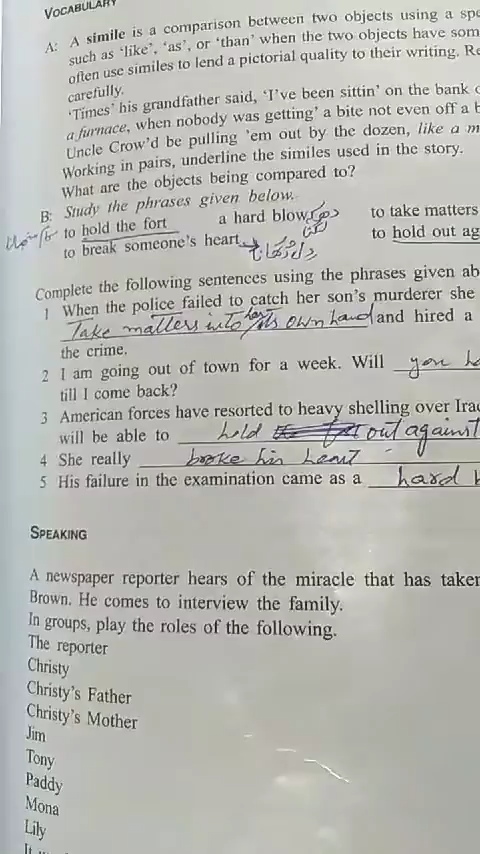 VOCABULARY
A: A simile is a comparison between two objects using a spe
such as 'like', 'as', or 'than' when the two objects have som
often use similes to lend a pictorial quality to their writing. Re
carefully.
'Times' his grandfather said, 'I've been sittin' on the bank
a furnace, when nobody was getting' a bite not even off a b
Uncle Crow'd be pulling 'em out by the dozen, like a m
Working in pairs, underline the similes used in the story.
What are the objects being compared to?
B: Study the phrases given below.
to hold the fort a hard blow to take matters
to break someone's heart to hold out ag
Complete the following sentences using the phrases given ab
1 When the police failed to catch her son's murderer she
Take matters into her own hand and hired a
the crime.
2 I am going out of town for a week. Will you
till I come back?
3 American forces have resorted to heavy shelling over Ira
will be able to hold out against
4 She really broke his heart
5 His failure in the examination came as a hard
SPEAKING
A newspaper reporter hears of the miracle that has taken
Brown. He comes to interview the family.
In groups, play the roles of the following.
The reporter
Christy
Christy's Father
Christy's Mother
Jim
Tony
Paddy
Mona
Lily